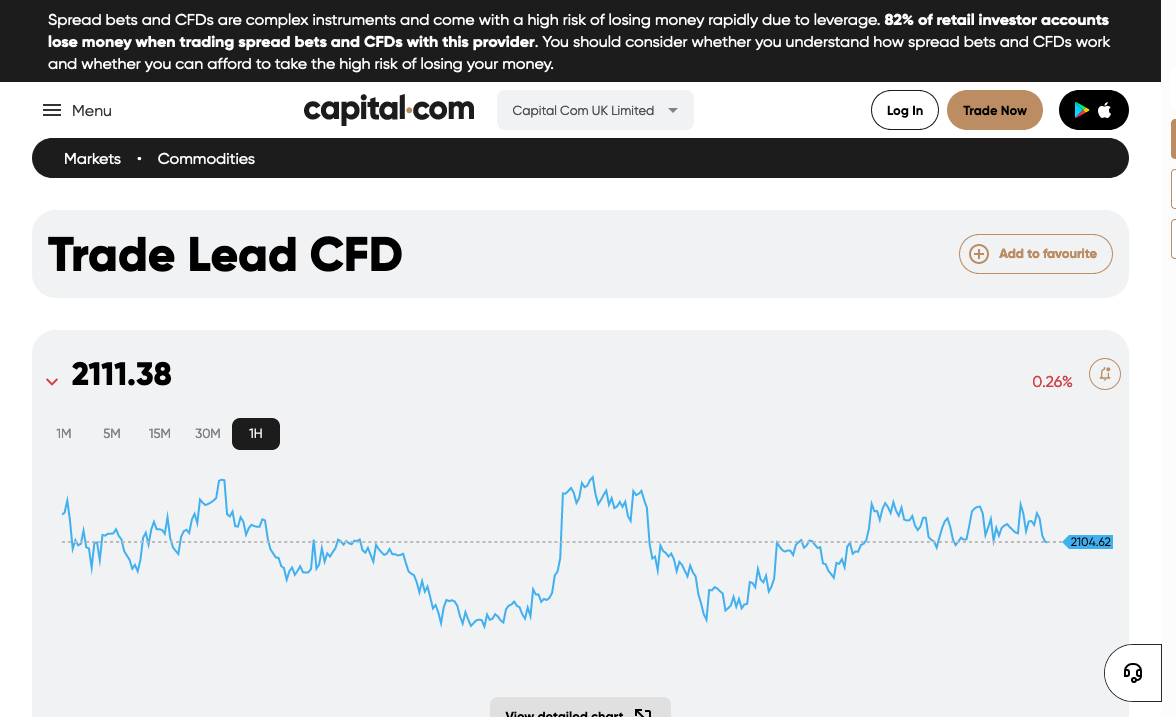 Spread bets and CFDs are complex instruments and come with a high risk of losing money rapidly due to leverage. 82% of retail investor accounts
lose money when trading spread bets and CFDs with this provider. You should consider whether you understand how spread bets and CFDs work
and whether you can afford to take the high risk of losing your money.
Menu
capital.com
Capital Com UK Limited
Log In
Trade Now
Markets • Commodities
Trade Lead CFD
Add to favourite
2111.38
0.26%
1M 5M 15M 30M 1H
2104.62
View detailed chart